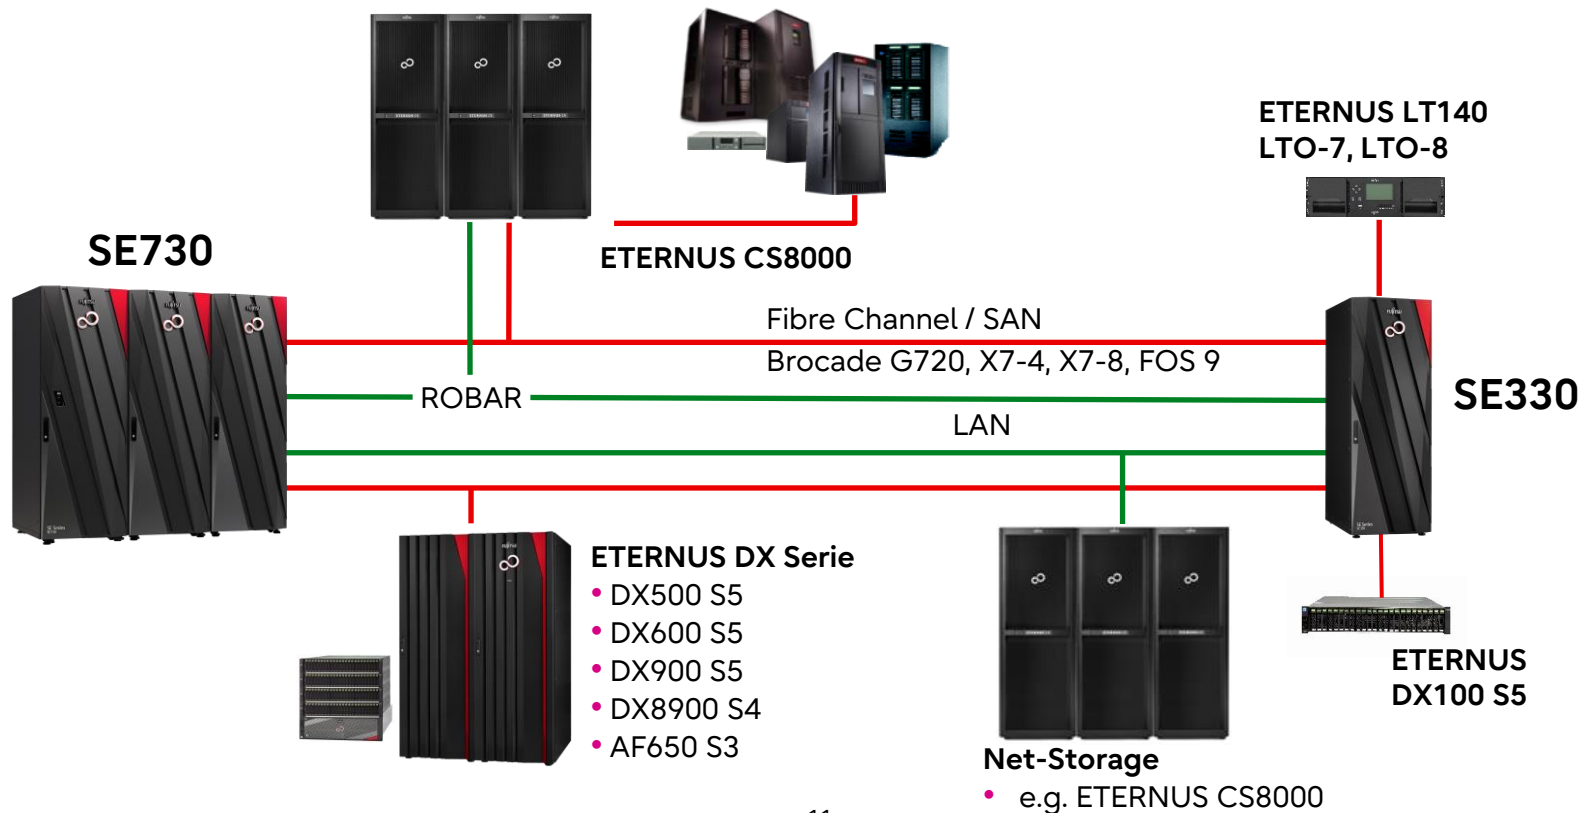 ETERNUS LT140
LTO-7, LTO-8
SE730
ETERNUS CS8000
Fibre Channel / SAN
Brocade G720, X7-4, X7-8, FOS 9
ROBAR
SE330
LAN
ETERNUS DX Serie
• DX500 S5
• DX600 S5
• DX900 S5
• DX8900 S4
• AF650 S3
ETERNUS
DX100 S5
Net-Storage
• e.g. ETERNUS CS8000